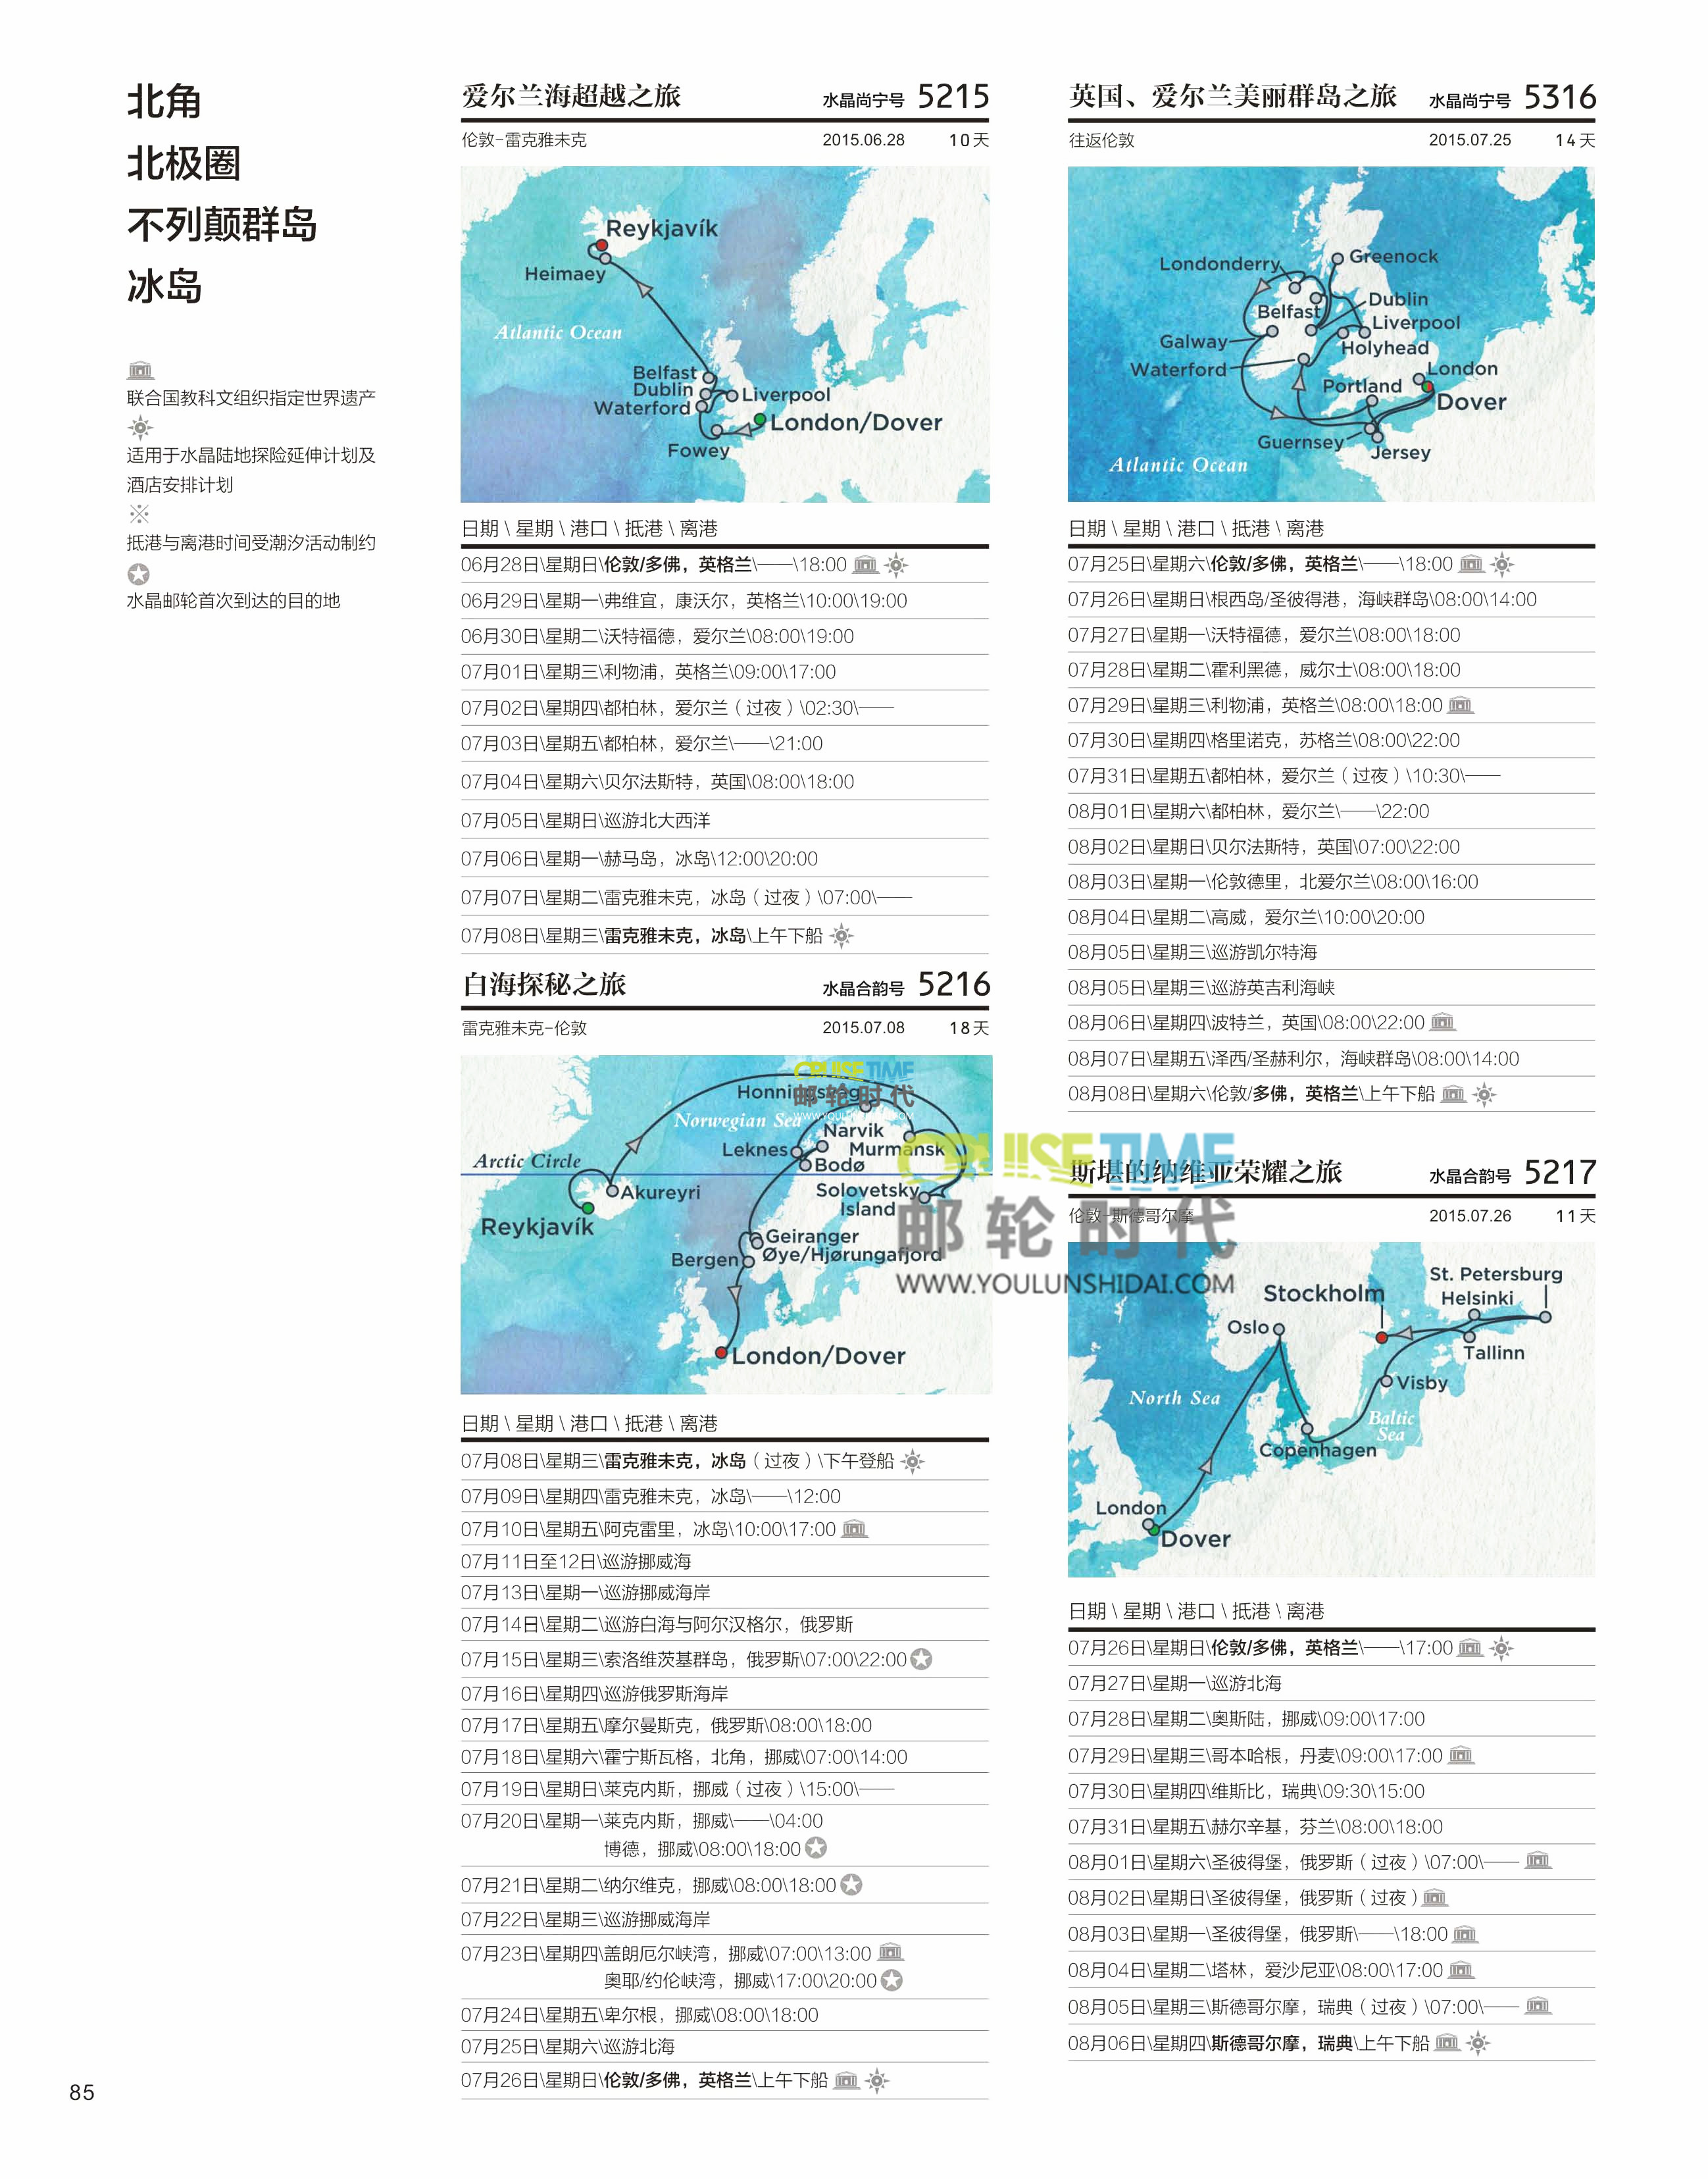 北角
北极圈
不列颠群岛
冰岛
联合国教科文组织指定世界遗产
适用于水晶陆地探险延伸计划及
酒店安排计划
※
抵港与离港时间受潮汐活动制约
水晶邮轮首次到达的目的地
爱尔兰海超越之旅 水晶尚宁号 5215
伦敦-雷克雅未克 2015.06.28 10天
Reykjavík
Heimaey
Atlantic Ocean
Belfast
Dublin
Liverpool
Waterford
London/Dover
Fowey
日期 \ 星期 \ 港口 \ 抵港 \ 离港
06月28日\星期日\伦敦/多佛，英格兰\——\18:00
06月29日\星期一\弗维宜，康沃尔，英格兰\10:00\19:00
06月30日\星期二\沃特福德，爱尔兰\08:00\19:00
07月01日\星期三\利物浦，英格兰\09:00\17:00
07月02日\星期四\都柏林，爱尔兰（过夜）\02:30\——
07月03日\星期五\都柏林，爱尔兰\——\21:00
07月04日\星期六\贝尔法斯特，英国\08:00\18:00
07月05日\星期日\巡游北大西洋
07月06日\星期一\赫马岛，冰岛\12:00\20:00
07月07日\星期二\雷克雅未克，冰岛（过夜）\07:00\——
07月08日\星期三\雷克雅未克，冰岛\上午下船
白海探秘之旅 水晶合韵号 5216
雷克雅未克-伦敦 2015.07.08 18天
CRUISE TIME
邮轮时代
WWW.YOULUNSHIDAI.COM
Honningsvag
Norwegian Sea
Narvik
Leknes
Murmansk
Bodø
Arctic Circle
Akureyri
Solovetsky
Island
Reykjavík
Geiranger
Øye/Hjørungafjord
Bergen
London/Dover
日期 \ 星期 \ 港口 \ 抵港 \ 离港
07月08日\星期三\雷克雅未克，冰岛（过夜）\下午登船
07月09日\星期四\雷克雅未克，冰岛\——\12:00
07月10日\星期五\阿克雷里，冰岛\10:00\17:00
07月11日至12日\巡游挪威海
07月13日\星期一\巡游挪威海岸
07月14日\星期二\巡游白海与阿尔汉格尔，俄罗斯
07月15日\星期三\索洛维茨基群岛，俄罗斯\07:00\22:00
07月16日\星期四\巡游俄罗斯海岸
07月17日\星期五\摩尔曼斯克，俄罗斯\08:00\18:00
07月18日\星期六\霍宁斯瓦格，北角，挪威\07:00\14:00
07月19日\星期日\莱克内斯，挪威（过夜）\15:00\——
07月20日\星期一\莱克内斯，挪威\——\04:00
博德，挪威\08:00\18:00
07月21日\星期二\纳尔维克，挪威\08:00\18:00
07月22日\星期三\巡游挪威海岸
07月23日\星期四\盖朗厄尔峡湾，挪威\07:00\13:00
奥耶/约伦峡湾，挪威\17:00\20:00
07月24日\星期五\卑尔根，挪威\08:00\18:00
07月25日\星期六\巡游北海
07月26日\星期日\伦敦/多佛，英格兰\上午下船
英国、爱尔兰美丽群岛之旅 水晶尚宁号 5316
往返伦敦 2015.07.25 14天
Greenock
Londonderry
Dublin
Belfast
Liverpool
Galway
Holyhead
Waterford
London
Portland
Dover
Guernsey
Jersey
Atlantic Ocean
日期 \ 星期 \ 港口 \ 抵港 \ 离港
07月25日\星期六\伦敦/多佛，英格兰\——\18:00
07月26日\星期日\根西岛/圣彼得港，海峡群岛\08:00\14:00
07月27日\星期一\沃特福德，爱尔兰\08:00\18:00
07月28日\星期二\霍利黑德，威尔士\08:00\18:00
07月29日\星期三\利物浦，英格兰\08:00\18:00
07月30日\星期四\格里诺克，苏格兰\08:00\22:00
07月31日\星期五\都柏林，爱尔兰（过夜）\10:30\——
08月01日\星期六\都柏林，爱尔兰\——\22:00
08月02日\星期日\贝尔法斯特，英国\07:00\22:00
08月03日\星期一\伦敦德里，北爱尔兰\08:00\16:00
08月04日\星期二\高威，爱尔兰\10:00\20:00
08月05日\星期三\巡游凯尔特海
08月05日\星期三\巡游英吉利海峡
08月06日\星期四\波特兰，英国\08:00\22:00
08月07日\星期五\泽西/圣赫利尔，海峡群岛\08:00\14:00
08月08日\星期六\伦敦/多佛，英格兰\上午下船
CRUISE TIME
邮轮时代
WWW.YOULUNSHIDAI.COM
斯堪的纳维亚荣耀之旅 水晶合韵号 5217
伦敦-斯德哥尔摩 2015.07.26 11天
St. Petersburg
Stockholm
Helsinki
Oslo
Tallinn
Visby
North Sea
Baltic
Sea
Copenhagen
London
Dover
日期 \ 星期 \ 港口 \ 抵港 \ 离港
07月26日\星期日\伦敦/多佛，英格兰\——\17:00
07月27日\星期一\巡游北海
07月28日\星期二\奥斯陆，挪威\09:00\17:00
07月29日\星期三\哥本哈根，丹麦\09:00\17:00
07月30日\星期四\维斯比，瑞典\09:30\15:00
07月31日\星期五\赫尔辛基，芬兰\08:00\18:00
08月01日\星期六\圣彼得堡，俄罗斯（过夜）\07:00\——
08月02日\星期日\圣彼得堡，俄罗斯（过夜）
08月03日\星期一\圣彼得堡，俄罗斯\——\18:00
08月04日\星期二\塔林，爱沙尼亚\08:00\17:00
08月05日\星期三\斯德哥尔摩，瑞典（过夜）\07:00\——
08月06日\星期四\斯德哥尔摩，瑞典\上午下船
85